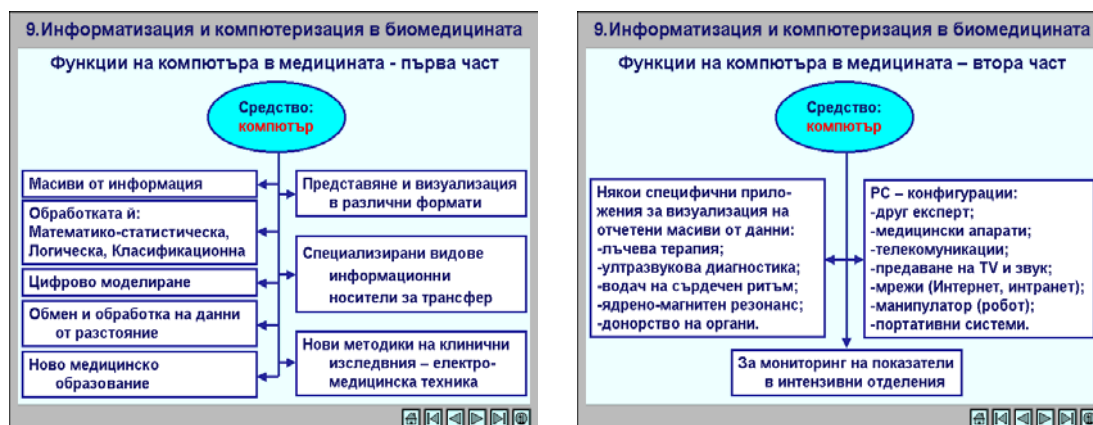 9.Информатизация и компютеризация в биомедицината
Функции на компютъра в медицината - първа част
Средство:
компютър
Масиви от информация
Обработката ѝ:
Математико-статистическа,
Логическа, Класификационна
Цифрово моделиране
Обмен и обработка на данни
от разстояние
Ново медицинско
образование
Представяне и визуализация
в различни формати
Специализирани видове
информационни
носители за трансфер
Нови методики на клинични
изследвния – електро-
медицинска техника
9.Информатизация и компютеризация в биомедицината
Функции на компютъра в медицината – втора част
Средство:
компютър
Някои специфични прило-
жения за визуализация на
отчетени масиви от данни:
-лъчева терапия;
-ултразвукова диагностика;
-водач на сърдечен ритъм;
-ядрено-магнитен резонанс;
-донорство на органи.
PC – конфигурации:
-друг експерт;
-медицински апарати;
-телекомуникации;
-предаване на TV и звук;
-мрежи (Интернет, интранет);
-манипулатор (робот);
-портативни системи.
За мониторинг на показатели
в интензивни отделения